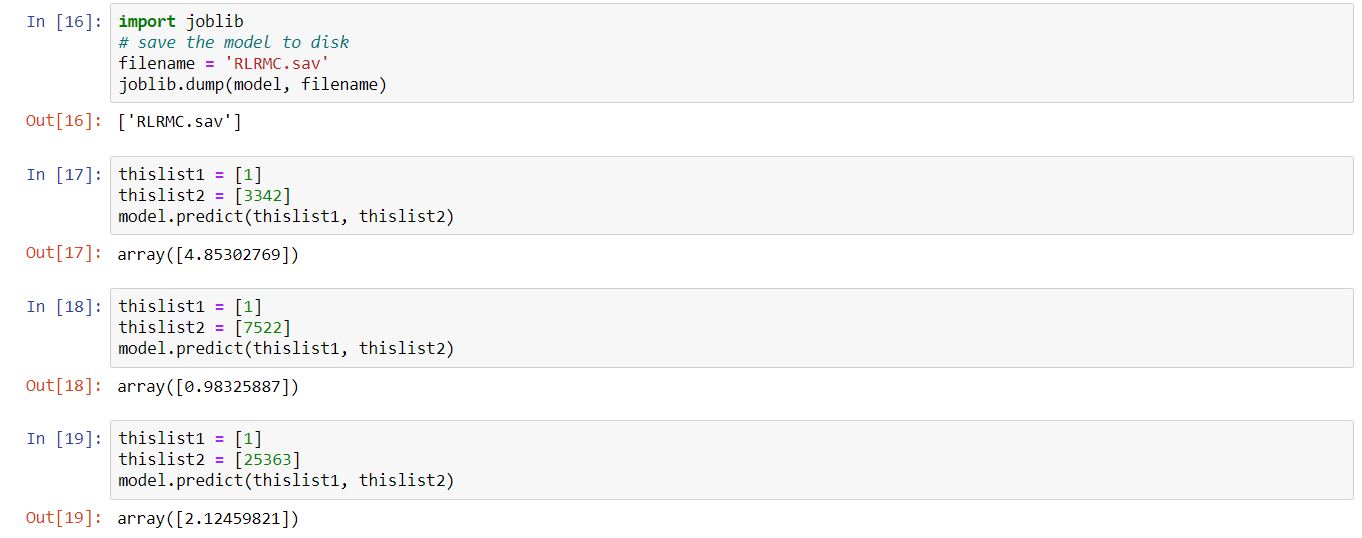 In [16]: import joblib
# save the model to disk
filename = 'RLRMC.sav'
joblib.dump(model, filename)
Out[16]: ['RLRMC.sav']
In [17]: thislist1 = [1]
thislist2 = [3342]
model.predict(thislist1, thislist2)
Out[17]: array([4.85302769])
In [18]: thislist1 = [1]
thislist2 = [7522]
model.predict(thislist1, thislist2)
Out[18]: array([0.98325887])
In [19]: thislist1 = [1]
thislist2 = [25363]
model.predict(thislist1, thislist2)
Out[19]: array([2.12459821])